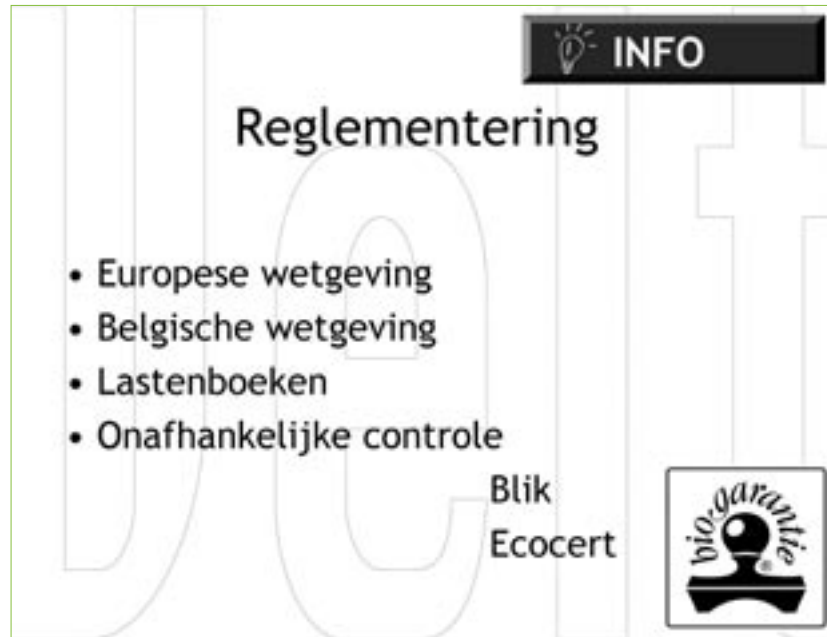 INFO
Reglementering
• Europese wetgeving
• Belgische wetgeving
• Lastenboeken
• Onafhankelijke controle
Blik
Ecocert
bio-garantie
®